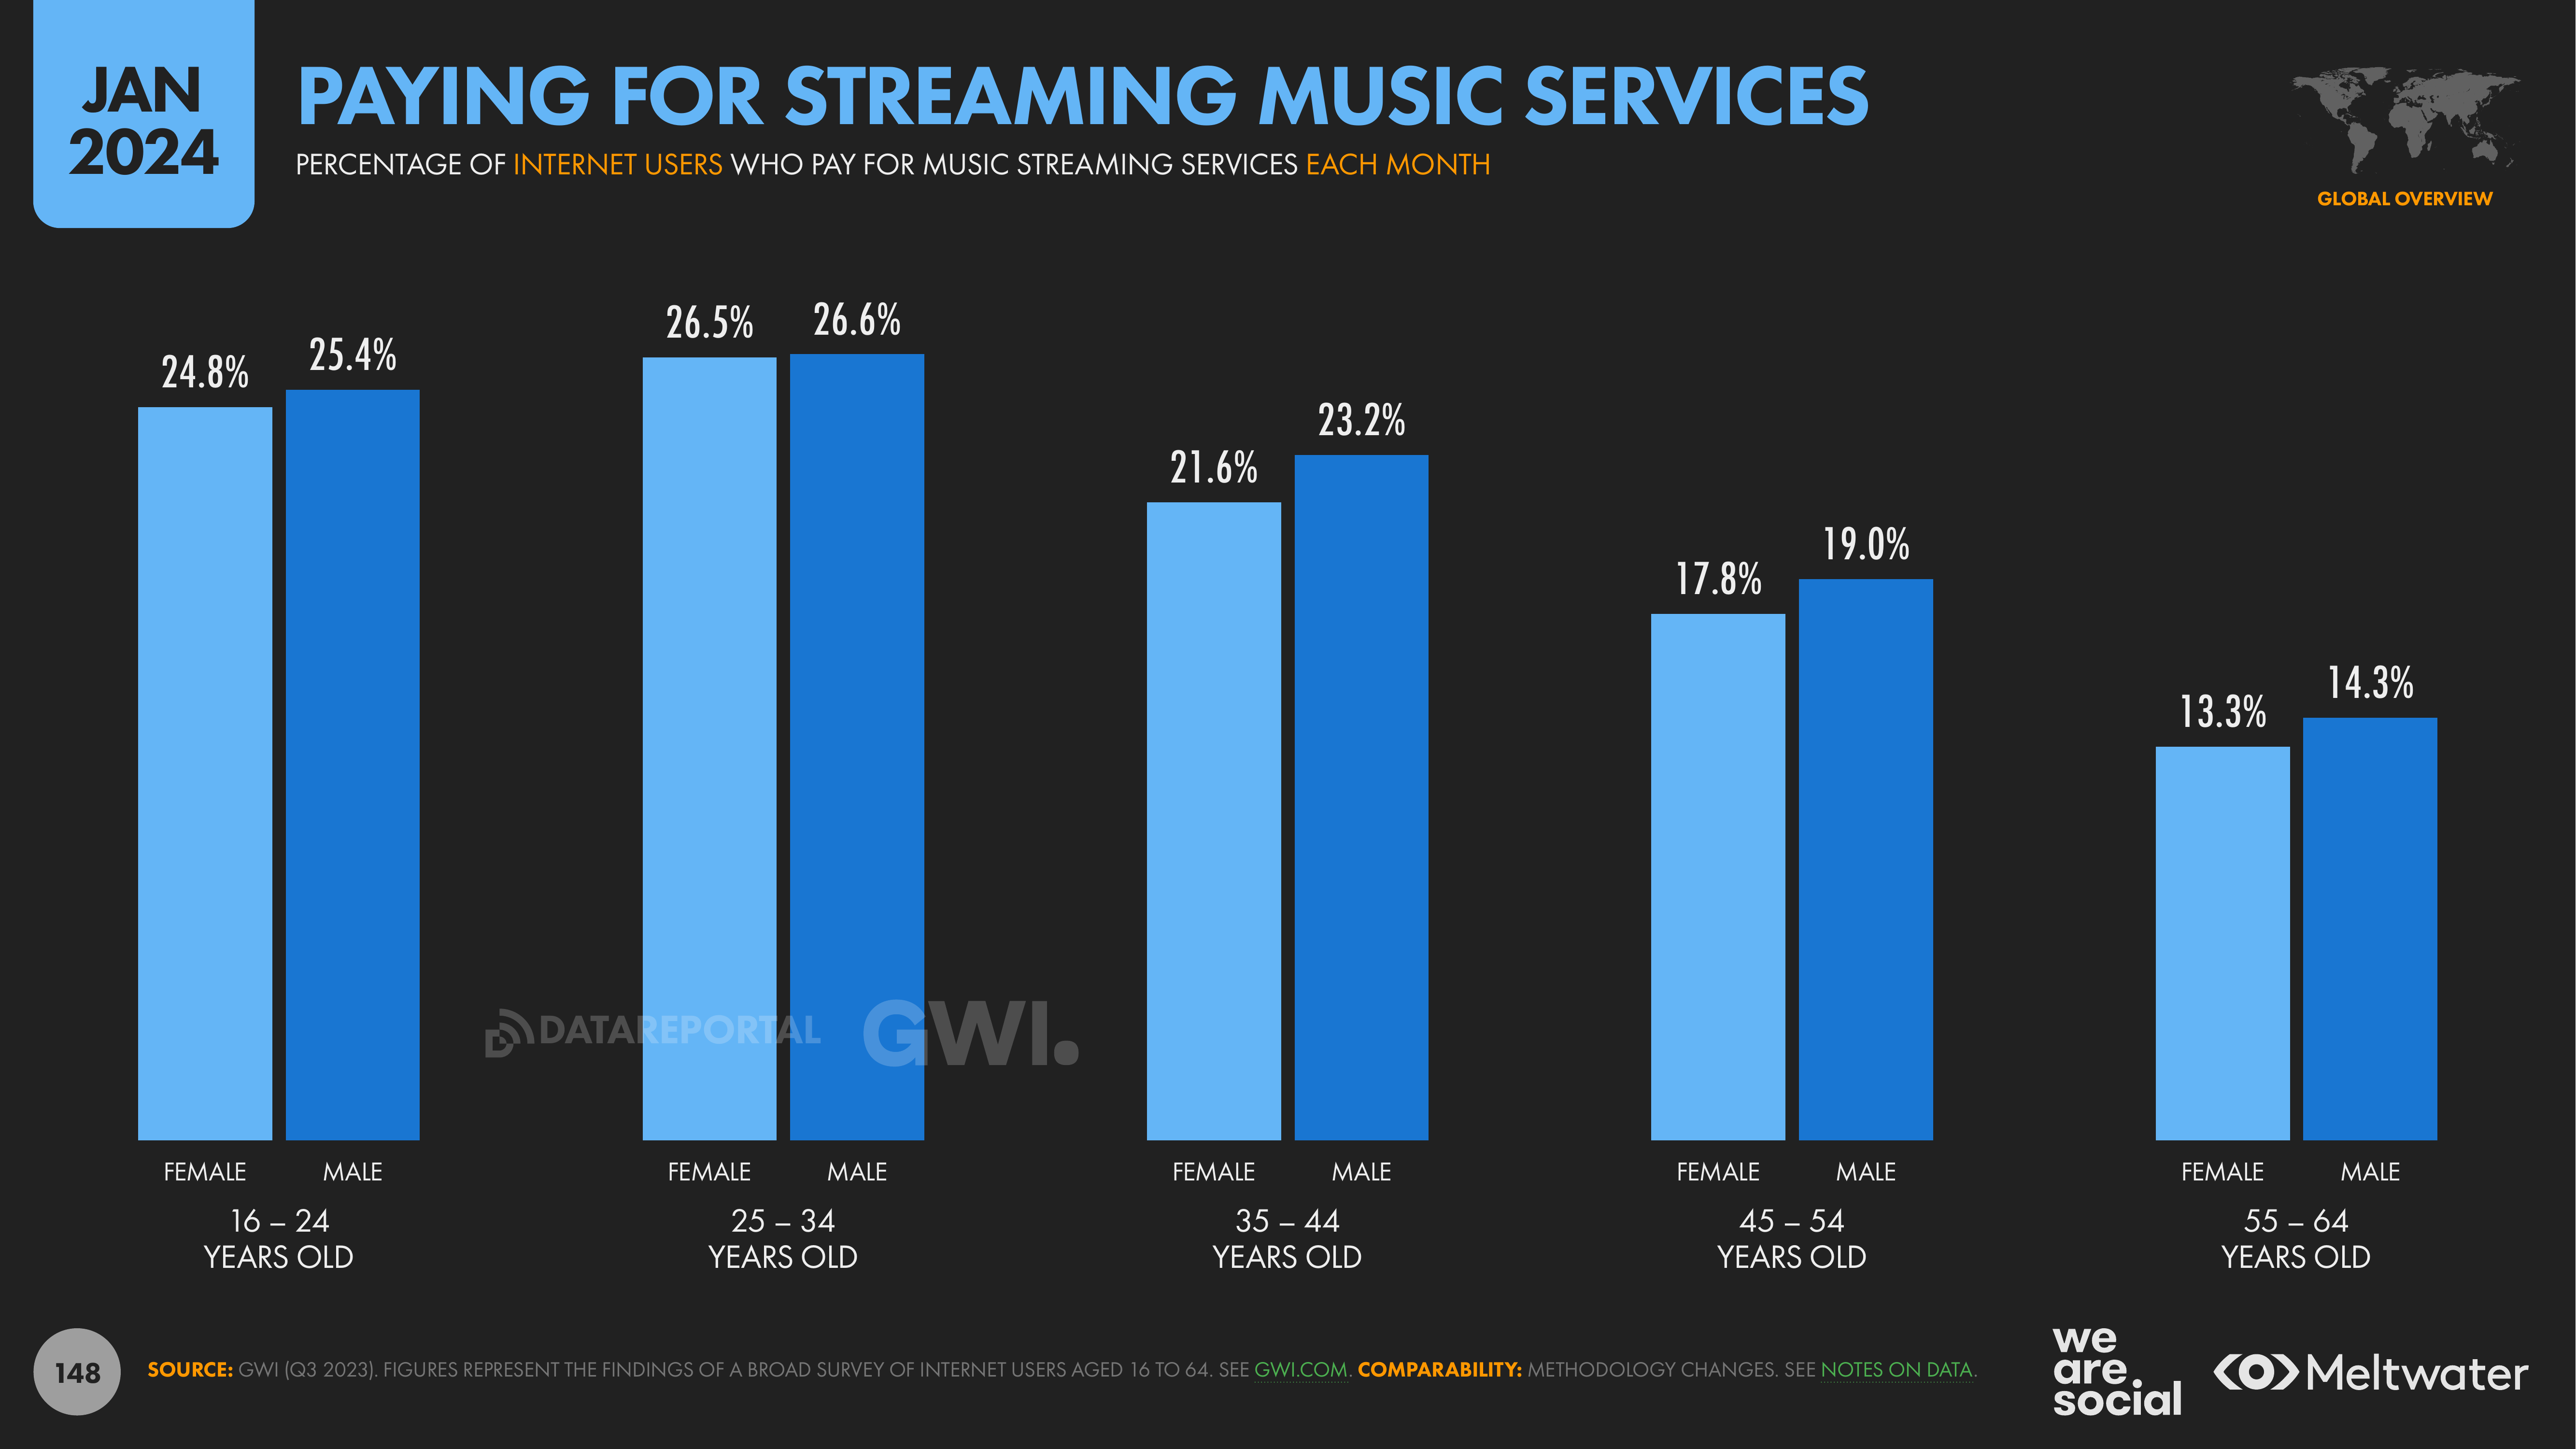 JAN
2024
PAYING FOR STREAMING MUSIC SERVICES
PERCENTAGE OF INTERNET USERS WHO PAY FOR MUSIC STREAMING SERVICES EACH MONTH
GLOBAL OVERVIEW
24.8%
25.4%
26.5%
26.6%
21.6%
23.2%
17.8%
19.0%
13.3%
14.3%
DATAREPORTAL
GWI.
FEMALE MALE FEMALE MALE FEMALE MALE FEMALE MALE FEMALE MALE
16 – 24
YEARS OLD
25 – 34
YEARS OLD
35 – 44
YEARS OLD
45 – 54
YEARS OLD
55 – 64
YEARS OLD
148
SOURCE: GWI (Q3 2023). FIGURES REPRESENT THE FINDINGS OF A BROAD SURVEY OF INTERNET USERS AGED 16 TO 64. SEE GWI.COM. COMPARABILITY: METHODOLOGY CHANGES. SEE NOTES ON DATA.
we
are
social
Meltwater